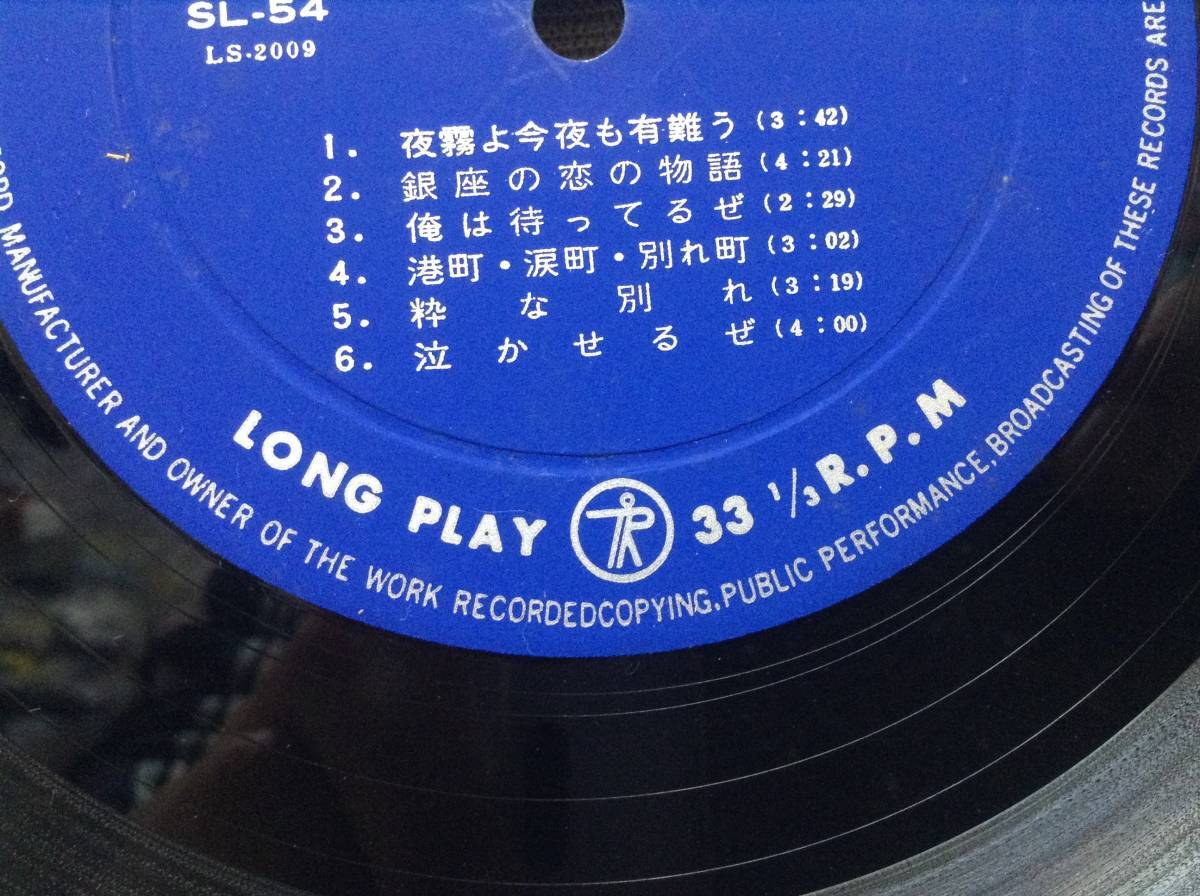 SL-54
LS-2009
1. 夜霧よ今夜も有難う (3:42)
2. 銀座の恋の物語 (4:21)
3. 俺は待ってるぜ (2:29)
4. 港町・涙町・別れ町 (3:02)
5. 粋な別れ (3:19)
6. 泣かせるぜ (4:00)
LONG PLAY TR 33 1/3 R.P.M
MANUFACTURER AND OWNER OF THE WORK RECORDEDCOPYING, PUBLIC PERFORMANCE, BROADCASTING OF THESE RECORDS ARE